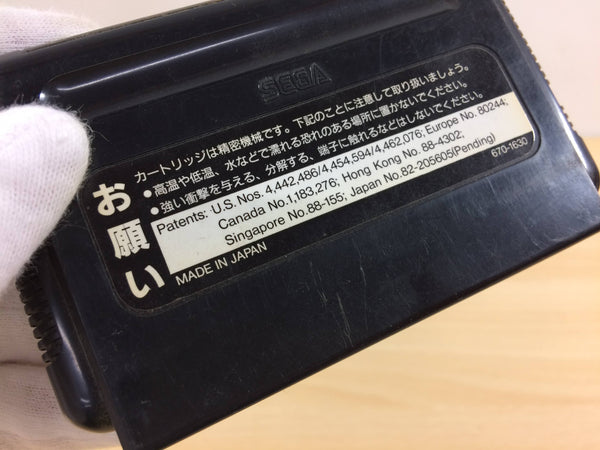 SEGA
お願い
カートリッジは精密機械です。下記のことに注意して取り扱いましょう。
●高温や低温、水などで濡れる恐れのある場所に置かないでください。
●強い衝撃を与える、分解する、端子に触れるなどはしないでください。
Patents: U.S. Nos. 4,442,486/4,454,594/4,462,076; Europe No. 80244;
Canada No.1,183,276; Hong Kong No. 88-4302;
Singapore No.88-155; Japan No.82-205605(Pending)
MADE IN JAPAN
670-1630